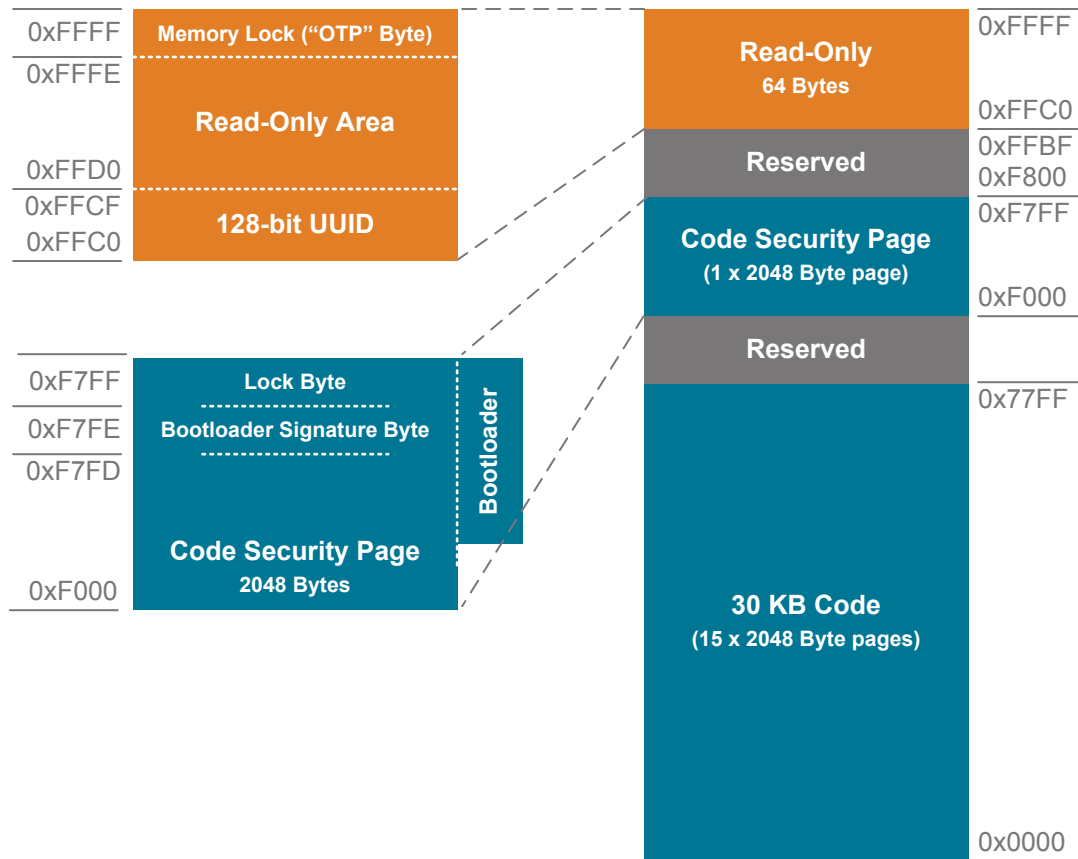 0xFFFF
Memory Lock (“OTP” Byte)
0xFFFE
Read-Only Area
0xFFD0
0xFFCF
128-bit UUID
0xFFC0
0xF7FF
Lock Byte
0xF7FE
Bootloader Signature Byte
0xF7FD
Bootloader
Code Security Page
2048 Bytes
0xF000
0xFFFF
Read-Only
64 Bytes
0xFFC0
Reserved
0xFFBF
0xF800
0xF7FF
Code Security Page
(1 x 2048 Byte page)
0xF000
Reserved
0x77FF
30 KB Code
(15 x 2048 Byte pages)
0x0000